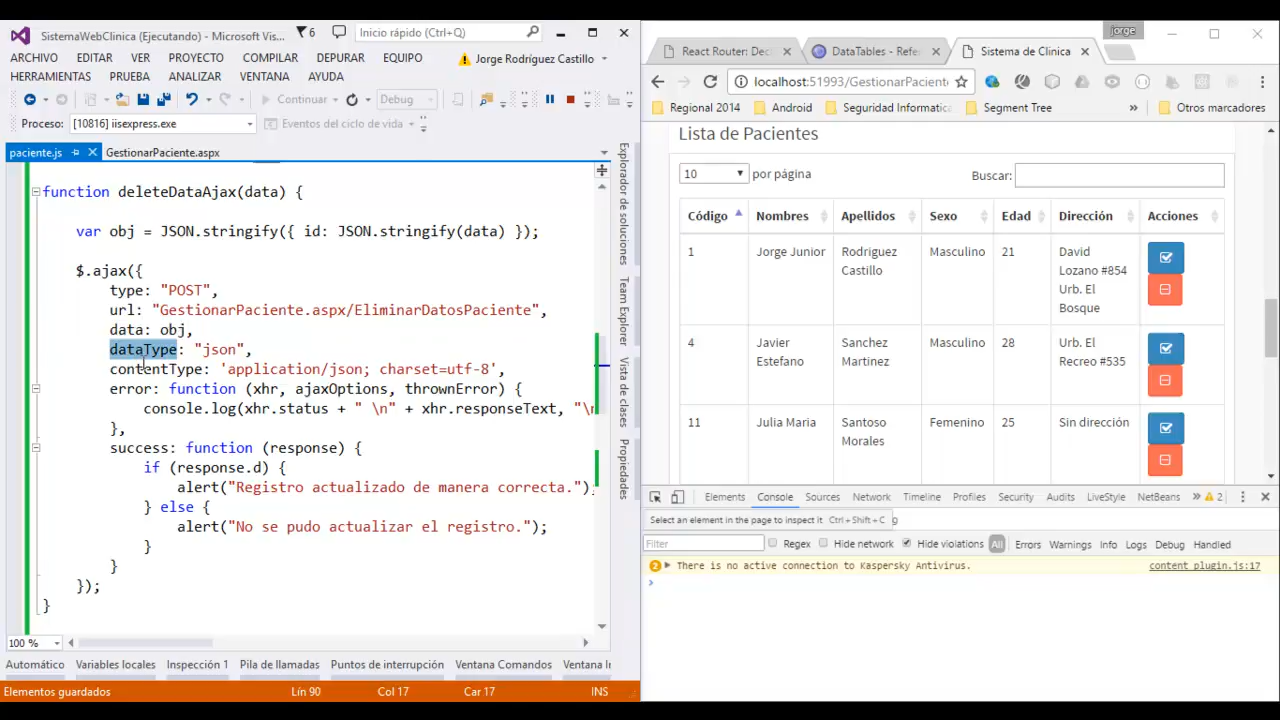 SistemaWebClinica (Ejecutando) - Microsoft Vis...
6
Inicio rápido (Ctrl+Q)
ARCHIVO EDITAR VER PROYECTO COMPILAR DEPURAR EQUIPO
Jorge Rodríguez Castillo
HERRAMIENTAS PRUEBA ANALIZAR VENTANA AYUDA
Continuar Debug
Proceso: [10816] iisexpress.exe Eventos del ciclo de vida
paciente.js GestionarPaciente.aspx
function deleteDataAjax(data) {
var obj = JSON.stringify({ id: JSON.stringify(data) });
$.ajax({
type: "POST",
url: "GestionarPaciente.aspx/EliminarDatosPaciente",
data: obj,
dataType: "json",
contentType: 'application/json; charset=utf-8',
error: function (xhr, ajaxOptions, thrownError) {
console.log(xhr.status + " \n" + xhr.responseText, "\n
},
success: function (response) {
if (response.d) {
alert("Registro actualizado de manera correcta.");
} else {
alert("No se pudo actualizar el registro.");
}
}
});
}
100 %
Automático Variables locales Inspección 1 Pila de llamadas Puntos de interrupción Ventana Comandos Ventana In
Elementos guardados Lín 90 Col 17 Car 17 INS
Explorador de soluciones
Team Explorer
Vista de clases
Propiedades
jorge
React Router: Decl DataTables - Refer Sistema de Clinica
localhost:51993/GestionarPaciente
Regional 2014 Android Seguridad Informatica Segment Tree » Otros marcadores
Lista de Pacientes
10 por página Buscar:
Código Nombres Apellidos Sexo Edad Dirección Acciones
1 Jorge Junior Rodriguez Castillo Masculino 21 David Lozano #854 Urb. El Bosque
4 Javier Estefano Sanchez Martinez Masculino 28 Urb. El Recreo #535
11 Julia Maria Santoso Morales Femenino 25 Sin dirección
Elements Console Sources Network Timeline Profiles Security Audits LiveStyle NetBeans » 2
Select an element in the page to inspect it Ctrl+Shift+C g
Filter Regex Hide network Hide violations All Errors Warnings Info Logs Debug Handled
2 There is no active connection to Kaspersky Antivirus. content_plugin.js:17